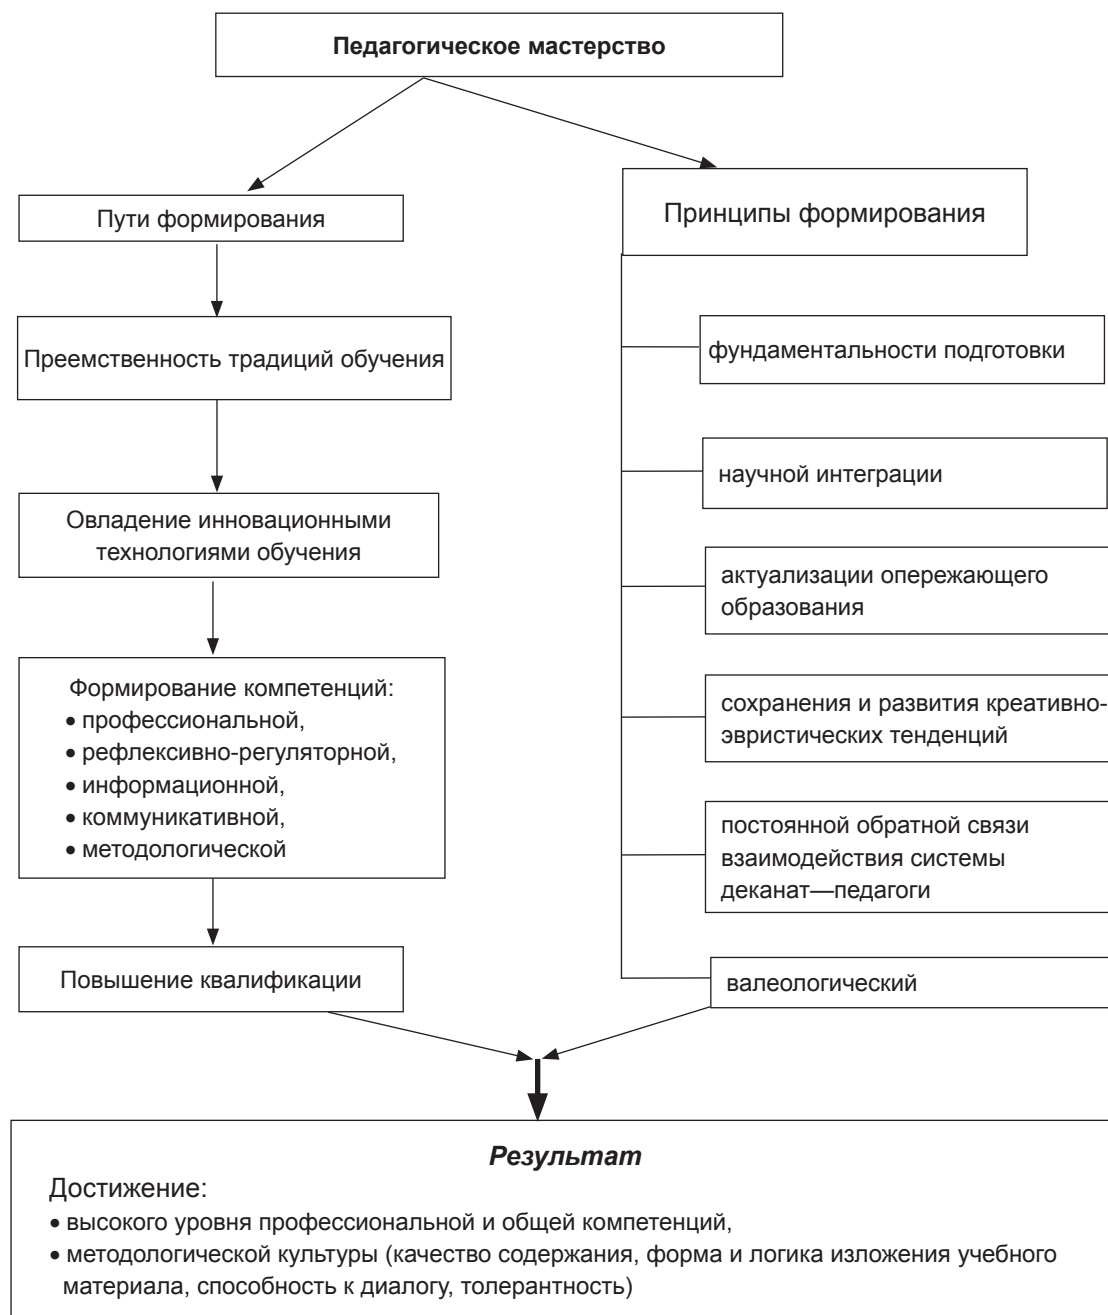 Педагогическое мастерство
Пути формирования
Преемственность традиций обучения
Овладение инновационными
технологиями обучения
Формирование компетенций:
• профессиональной,
• рефлексивно-регуляторной,
• информационной,
• коммуникативной,
• методологической
Повышение квалификации
Принципы формирования
фундаментальности подготовки
научной интеграции
актуализации опережающего
образования
сохранения и развития креативно-
эвристических тенденций
постоянной обратной связи
взаимодействия системы
деканат—педагоги
валеологический
Результат
Достижение:
• высокого уровня профессиональной и общей компетенций,
• методологической культуры (качество содержания, форма и логика изложения учебного
материала, способность к диалогу, толерантность)